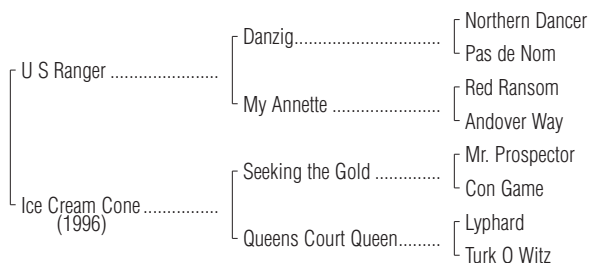 Northern Dancer
Danzig................................
Pas de Nom
U S Ranger ........................
Red Ransom
My Annette ........................
Andover Way
Mr. Prospector
Seeking the Gold ..............
Con Game
Ice Cream Cone ................
(1996)
Lyphard
Queens Court Queen.........
Turk O Witz